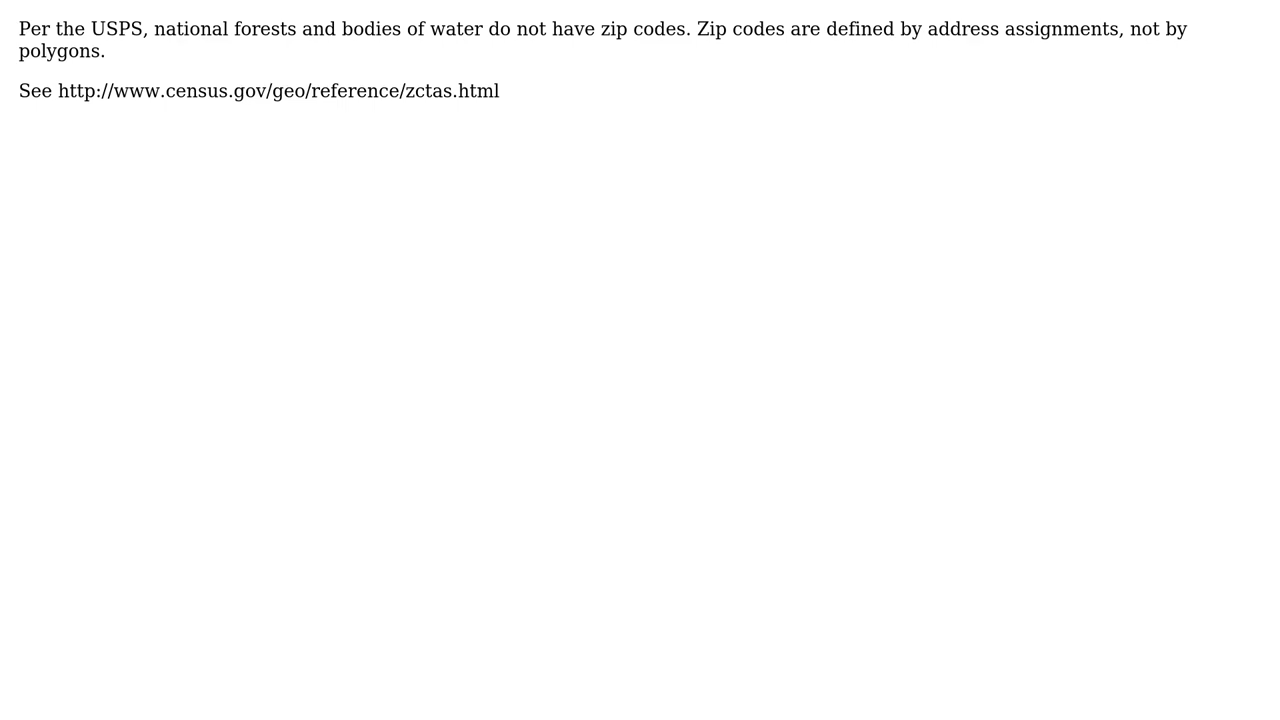 Per the USPS, national forests and bodies of water do not have zip codes. Zip codes are defined by address assignments, not by
polygons.
See http://www.census.gov/geo/reference/zctas.html